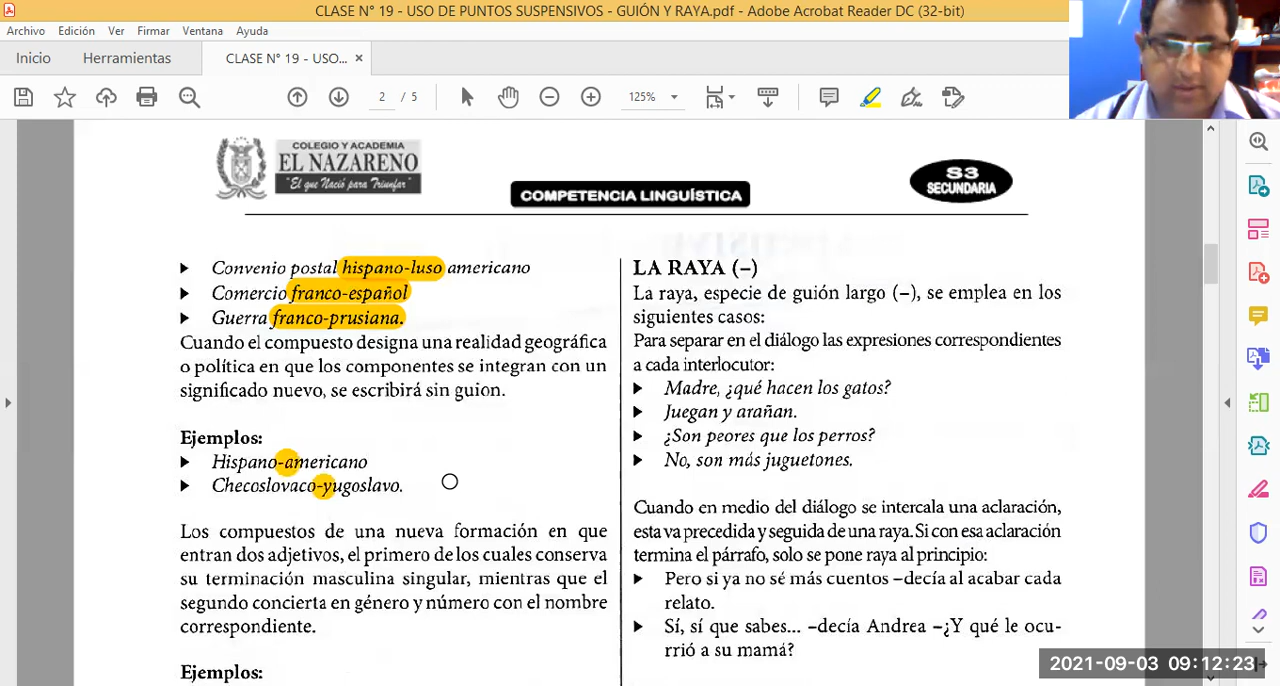 CLASE N° 19 - USO DE PUNTOS SUSPENSIVOS - GUIÓN Y RAYA.pdf - Adobe Acrobat Reader DC (32-bit)
Archivo Edición Ver Firmar Ventana Ayuda
Inicio Herramientas CLASE N° 19 - USO... ×
2 / 5 125%
COLEGIO Y ACADEMIA
EL NAZARENO
"El que Nació para Triunfar"
COMPETENCIA LINGUÍSTICA
S3
SECUNDARIA
Convenio postal hispano-luso americano
Comercio franco-español
Guerra franco-prusiana.
Cuando el compuesto designa una realidad geográfica
o política en que los componentes se integran con un
significado nuevo, se escribirá sin guion.
Ejemplos:
Hispano-americano
Checoslovaco-yugoslavo.
Los compuestos de una nueva formación en que
entran dos adjetivos, el primero de los cuales conserva
su terminación masculina singular, mientras que el
segundo concierta en género y número con el nombre
correspondiente.
Ejemplos:
LA RAYA (–)
La raya, especie de guión largo (–), se emplea en los
siguientes casos:
Para separar en el diálogo las expresiones correspondientes
a cada interlocutor:
Madre, ¿qué hacen los gatos?
Juegan y arañan.
¿Son peores que los perros?
No, son más juguetones.
Cuando en medio del diálogo se intercala una aclaración,
esta va precedida y seguida de una raya. Si con esa aclaración
termina el párrafo, solo se pone raya al principio:
Pero si ya no sé más cuentos –decía al acabar cada
relato.
Sí, sí que sabes... –decía Andrea –¿Y qué le ocu-
rrió a su mamá?
2021-09-03 09:12:23